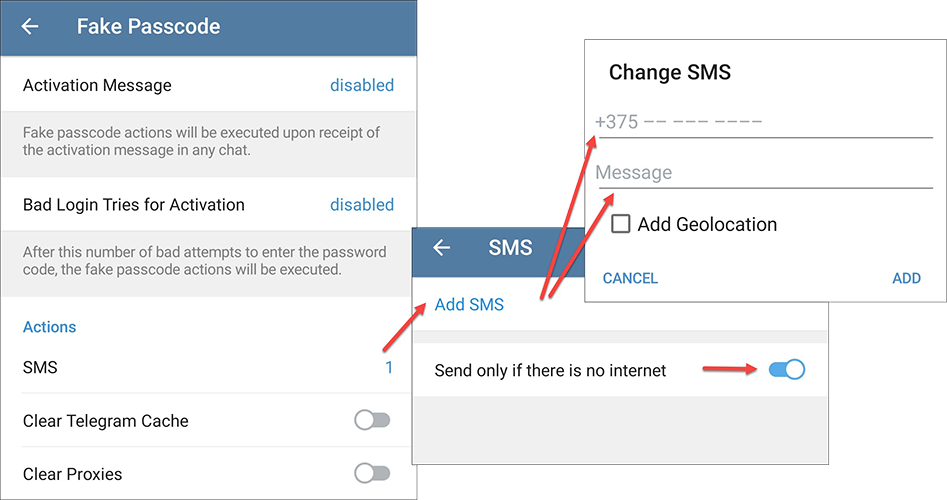 Fake Passcode
Activation Message disabled
Fake passcode actions will be executed upon receipt of
the activation message in any chat.
Bad Login Tries for Activation disabled
After this number of bad attempts to enter the password
code, the fake passcode actions will be executed.
Actions
SMS 1
Clear Telegram Cache
Clear Proxies
SMS
Add SMS
Send only if there is no internet
Change SMS
+375 –– ––– ––––
Message
Add Geolocation
CANCEL ADD